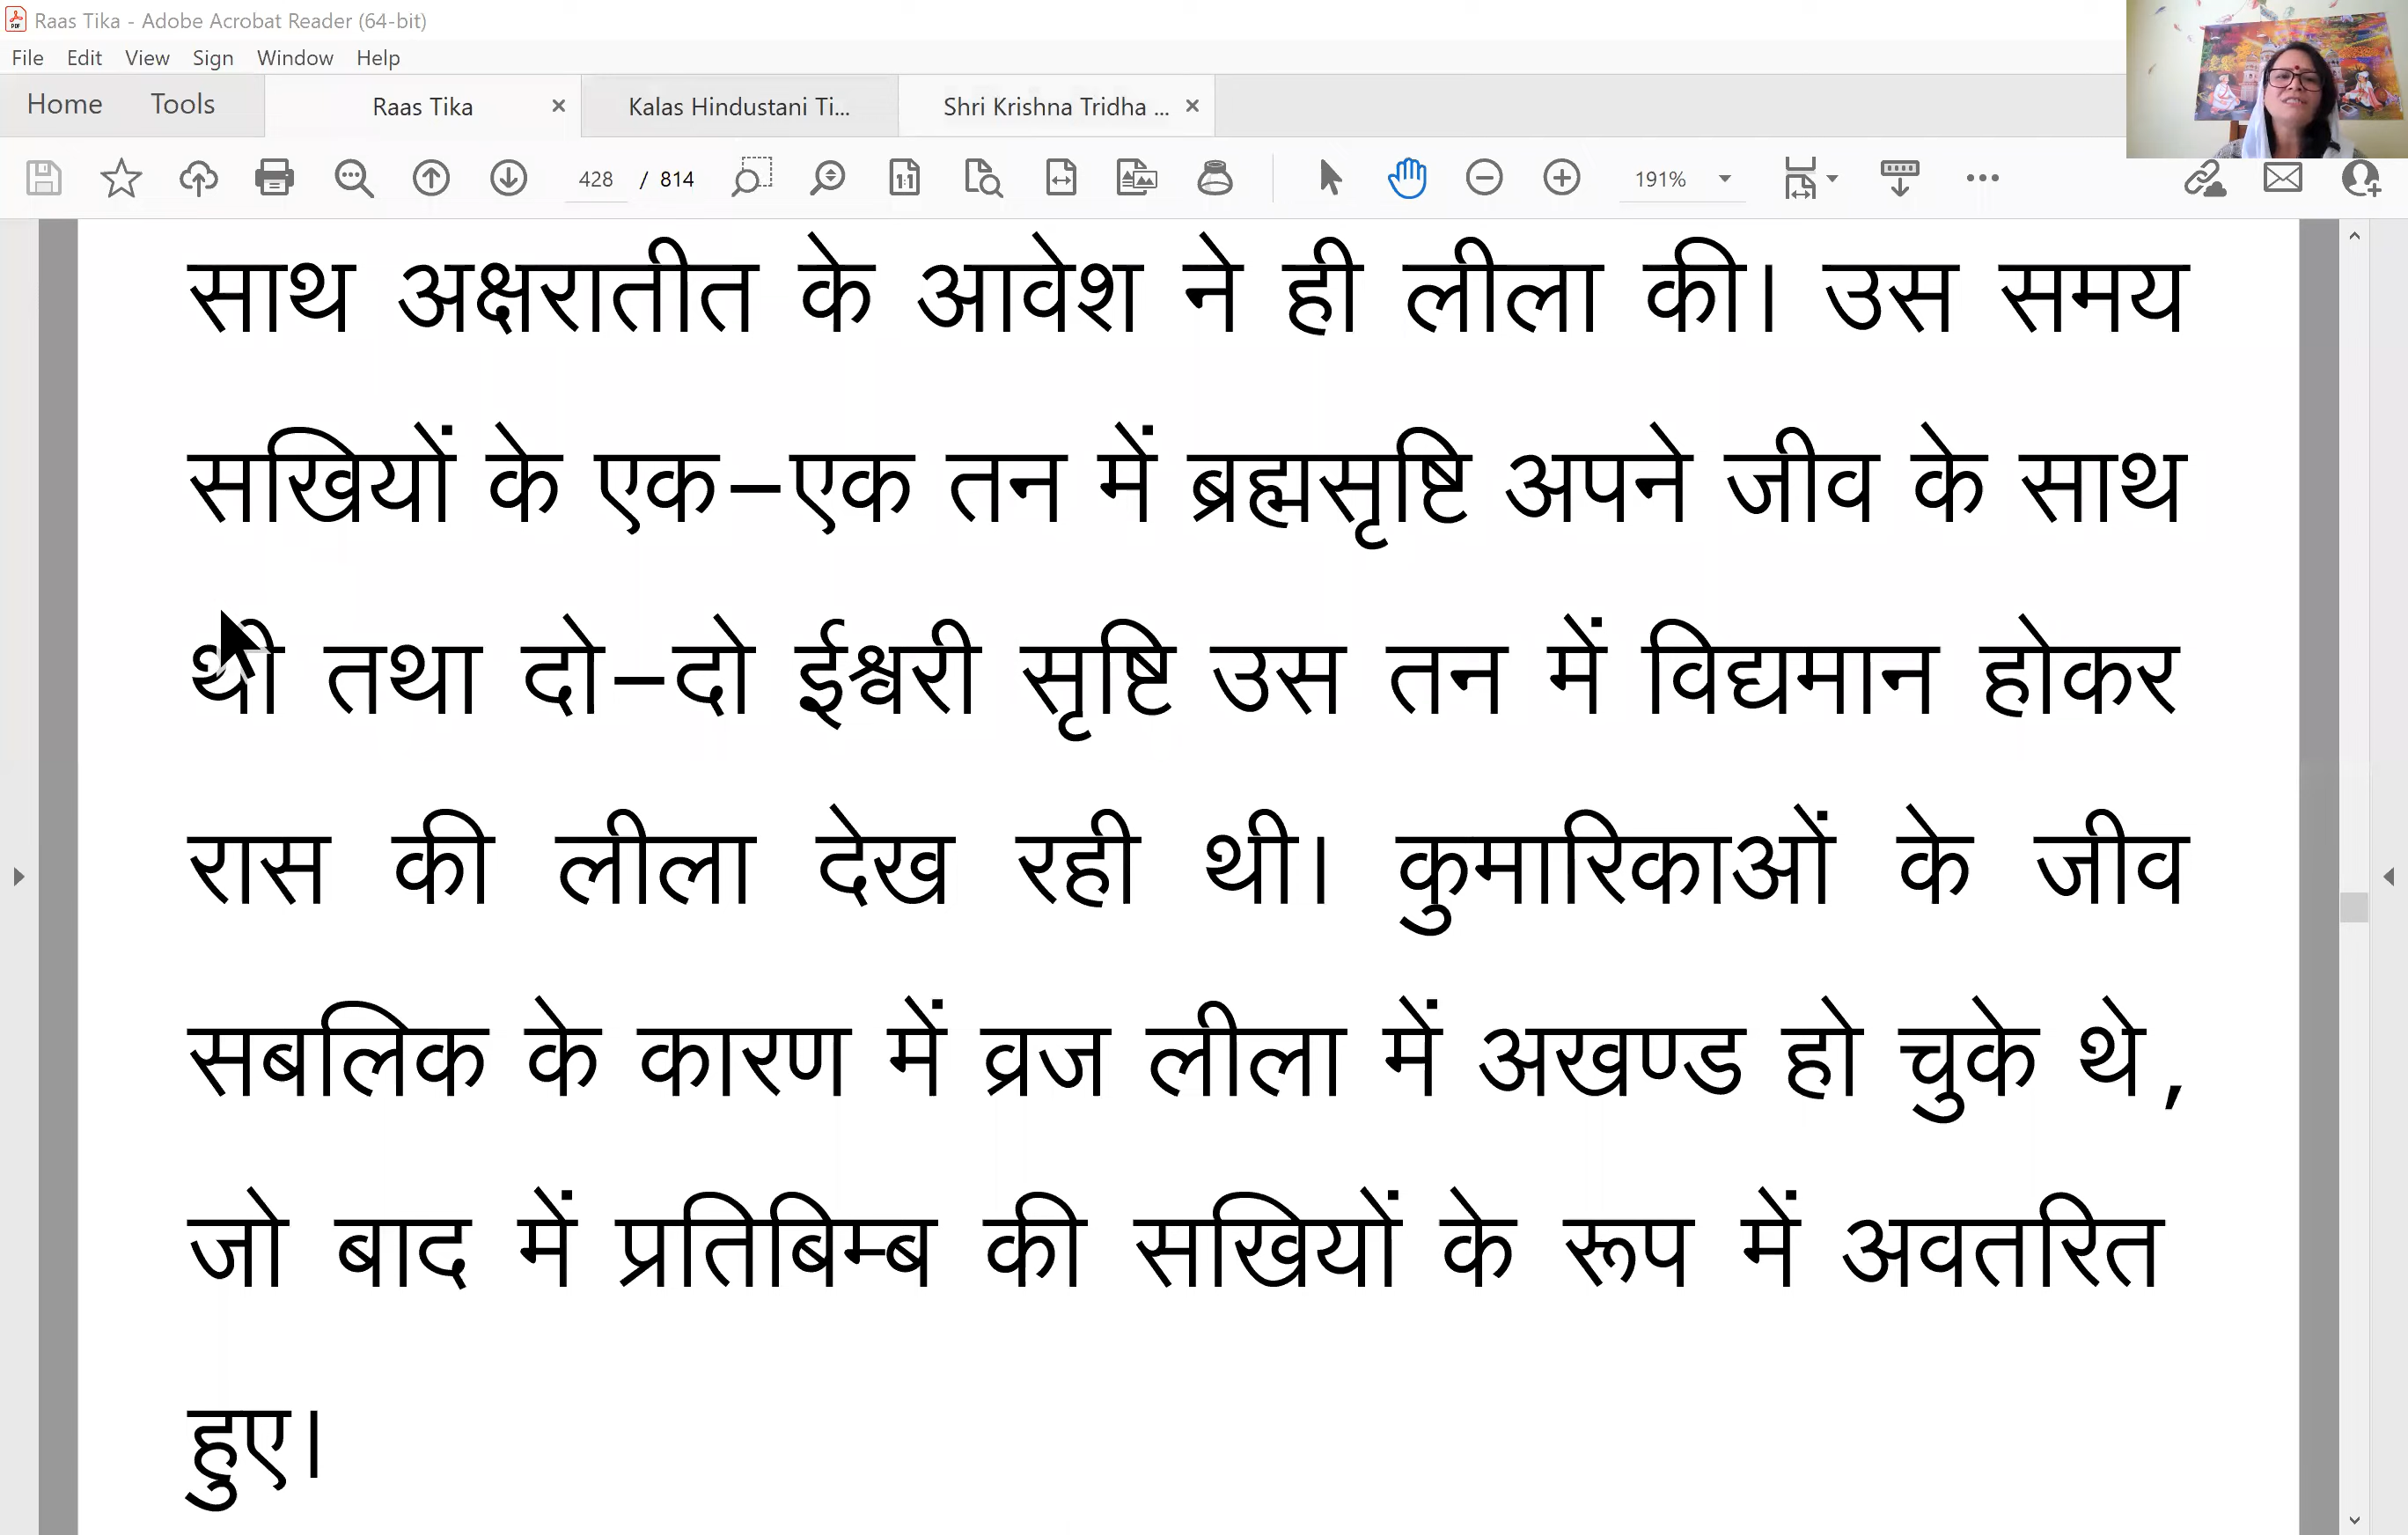 Raas Tika - Adobe Acrobat Reader (64-bit)
File Edit View Sign Window Help
Home Tools Raas Tika Kalas Hindustani Ti... Shri Krishna Tridha ...
428 / 814 191%
साथ अक्षरातीत के आवेश ने ही लीला की। उस समय
सखियों के एक–एक तन में ब्रह्मसृष्टि अपने जीव के साथ
थी तथा दो–दो ईश्वरी सृष्टि उस तन में विद्यमान होकर
रास की लीला देख रही थी। कुमारिकाओं के जीव
सबलिक के कारण में व्रज लीला में अखण्ड हो चुके थे,
जो बाद में प्रतिबिम्ब की सखियों के रूप में अवतरित
हुए।